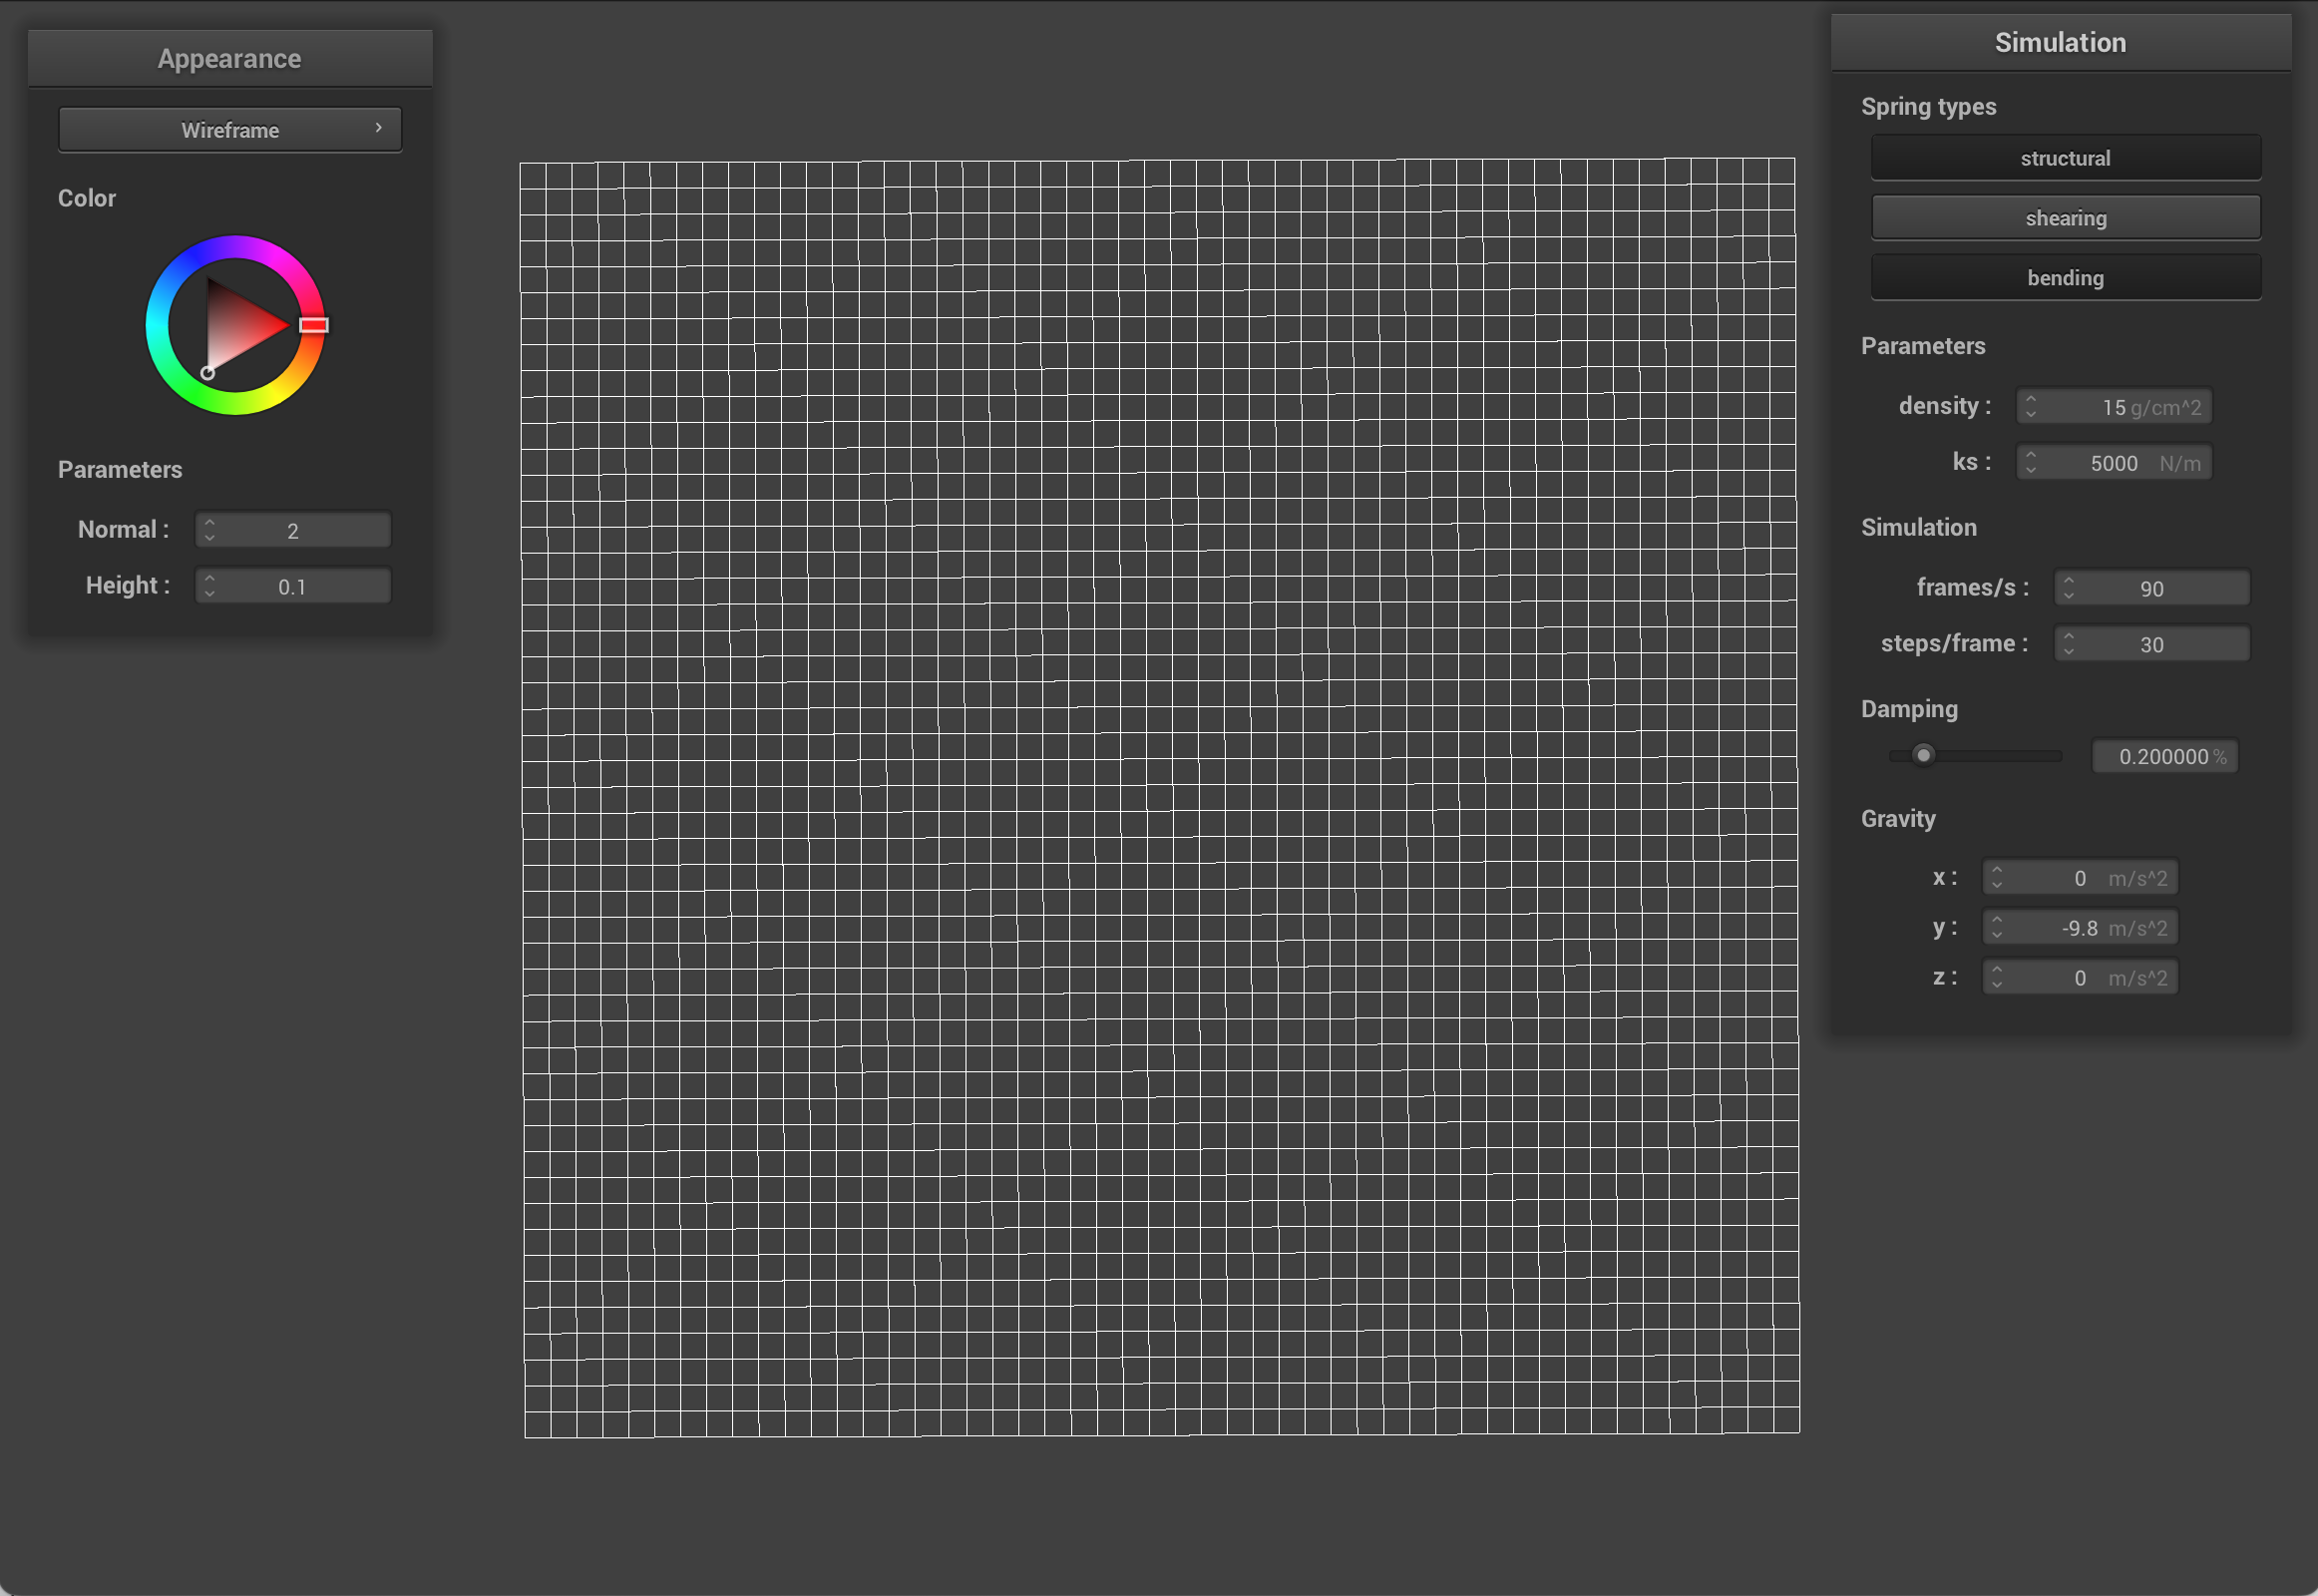 Appearance
Wireframe
Color
Parameters
Normal : 2
Height : 0.1
Simulation
Spring types
structural
shearing
bending
Parameters
density : 15 g/cm^2
ks : 5000 N/m
Simulation
frames/s : 90
steps/frame : 30
Damping
0.200000 %
Gravity
x : 0 m/s^2
y : -9.8 m/s^2
z : 0 m/s^2